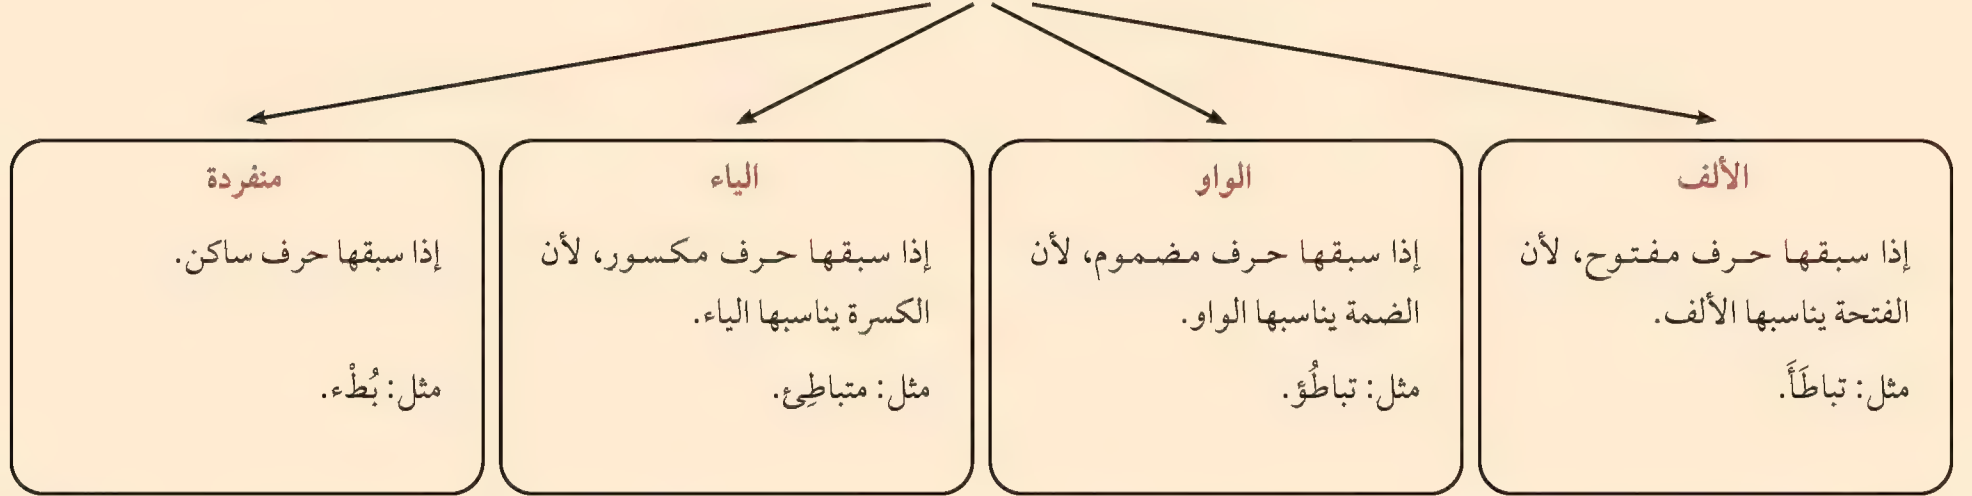 الألف
إذا سبقها حرف مفتوح، لأن
الفتحة يناسبها الألف.
مثل: تباطَأَ.
الواو
إذا سبقها حرف مضموم، لأن
الضمة يناسبها الواو.
مثل: تباطُؤ.
الياء
إذا سبقها حرف مكسور، لأن
الكسرة يناسبها الياء.
مثل: متباطِئ.
منفردة
إذا سبقها حرف ساكن.
مثل: بُطْء.